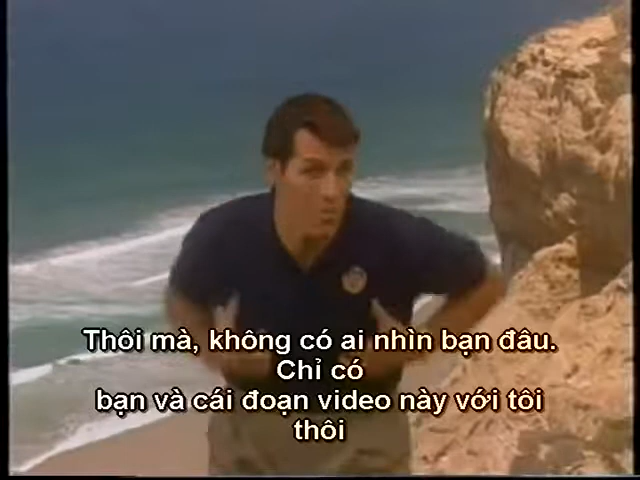 Thôi mà, không có ai nhìn bạn đâu.
Chỉ có
bạn và cái đoạn video này với tôi
thôi